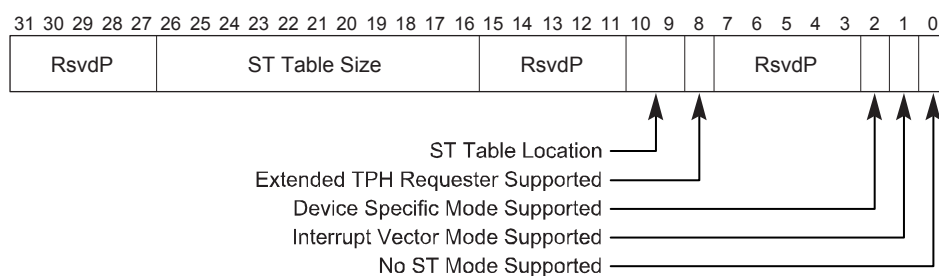 31 30 29 28 27 26 25 24 23 22 21 20 19 18 17 16 15 14 13 12 11 10 9 8 7 6 5 4 3 2 1 0
RsvdP ST Table Size RsvdP RsvdP
ST Table Location
Extended TPH Requester Supported
Device Specific Mode Supported
Interrupt Vector Mode Supported
No ST Mode Supported